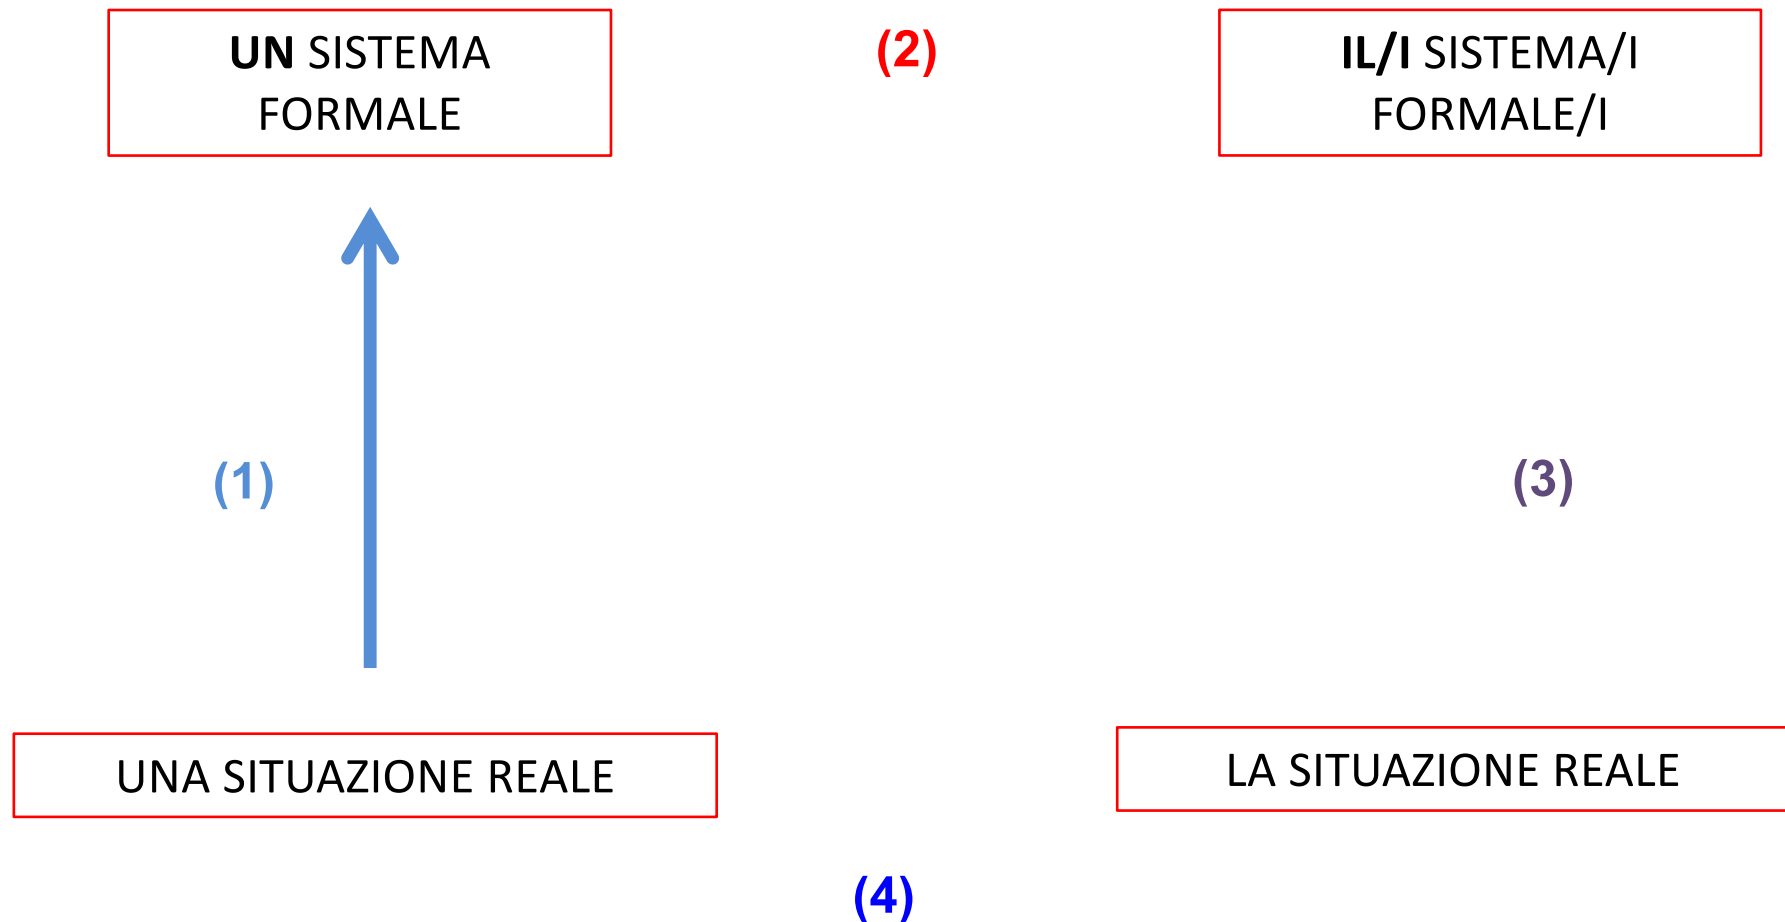 UN SISTEMA
FORMALE
(2)
IL/I SISTEMA/I
FORMALE/I
(1)
(3)
UNA SITUAZIONE REALE
LA SITUAZIONE REALE
(4)